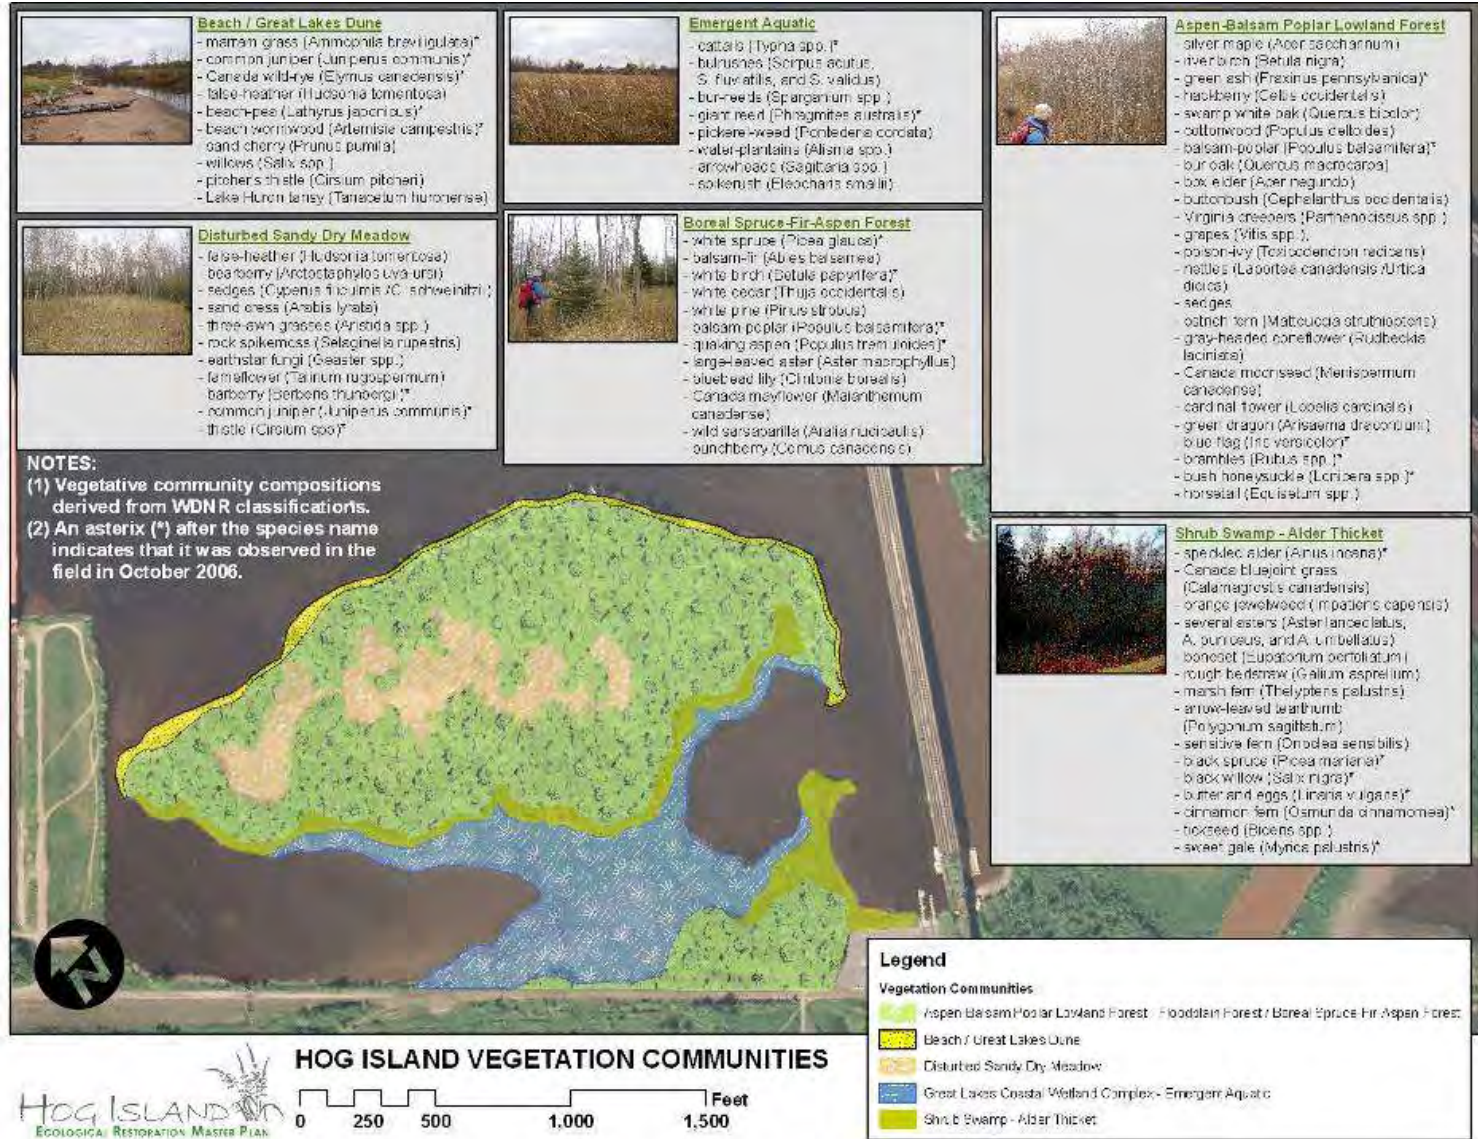 Beach / Great Lakes Dune
- marram grass (Ammophila breviligulata)*
- common juniper (Juniperus communis)*
- Canada wild-rye (Elymus canadensis)*
- false-heather (Hudsonia tomentosa)
- beach-pea (Lathyrus japonicus)*
- beach wormwood (Artemisia campestris)*
- sand cherry (Prunus pumila)
- willows (Salix spp.)
- pitcher's thistle (Cirsium pitcheri)
- Lake Huron tansy (Tanacetum huronense)
Disturbed Sandy Dry Meadow
- false-heather (Hudsonia tomentosa)
- bearberry (Arctostaphylos uva-ursi)
- sedges (Cyperus filiculmis /C. schweinitzii)
- sand cress (Arabis lyrata)
- three-awn grasses (Aristida spp.)
- rock spikemoss (Selaginella rupestris)
- earthstar fungi (Geaster spp.)
- fameflower (Talinum rugospermum)
- barberry (Berberis thunbergii)*
- common juniper (Juniperus communis)*
- thistle (Cirsium spp)*
Emergent Aquatic
- cattails (Typha spp.)*
- bulrushes (Scirpus acutus,
S. fluviatilis, and S. validus)
- bur-reeds (Sparganium spp.)
- giant reed (Phragmites australis)*
- pickerel-weed (Pontederia cordata)
- water-plantains (Alisma spp.)
- arrowheads (Sagittaria spp.)
- spikerush (Eleocharis smallii)
Boreal Spruce-Fir-Aspen Forest
- white spruce (Picea glauca)*
- balsam-fir (Abies balsamea)
- white birch (Betula papyrifera)*
- white cedar (Thuja occidentalis)
- white pine (Pinus strobus)
- balsam-poplar (Populus balsamifera)*
- quaking aspen (Populus tremuloides)*
- large-leaved aster (Aster macrophyllus)
- bluebead lily (Clintonia borealis)
- Canada mayflower (Maianthemum
canadense)
- wild sarsaparilla (Aralia nudicaulis)
- bunchberry (Cornus canadensis)
Aspen-Balsam Poplar Lowland Forest
- silver maple (Acer saccharinum)
- river birch (Betula nigra)
- green ash (Fraxinus pennsylvanica)*
- hackberry (Celtis occidentalis)
- swamp white oak (Quercus bicolor)
- cottonwood (Populus deltoides)
- balsam-poplar (Populus balsamifera)*
- bur oak (Quercus macrocarpa)
- box elder (Acer negundo)
- buttonbush (Cephalanthus occidentalis)
- Virginia creepers (Parthenocissus spp.)
- grapes (Vitis spp.),
- poison-ivy (Toxicodendron radicans)
- nettles (Laportea canadensis /Urtica
dioica)
- sedges
- ostrich fern (Matteuccia struthiopteris)
- gray-headed coneflower (Rudbeckia
laciniata)
- Canada moonseed (Menispermum
canadense)
- cardinal flower (Lobelia cardinalis)
- green dragon (Arisaema dracontium)
- blue flag (Iris versicolor)*
- brambles (Rubus spp.)*
- bush honeysuckle (Lonicera spp.)*
- horsetail (Equisetum spp.)
Shrub Swamp - Alder Thicket
- speckled alder (Alnus incana)*
- Canada bluejoint grass
(Calamagrostis canadensis)
- orange jewelweed (Impatiens capensis)
- several asters (Aster lanceolatus,
A. puniceus, and A. umbellatus)
- boneset (Eupatorium perfoliatum)
- rough bedstraw (Galium asprellum)
- marsh fern (Thelypteris palustris)
- arrow-leaved tearthumb
(Polygonum sagittatum)
- sensitive fern (Onoclea sensibilis)
- black spruce (Picea mariana)*
- black willow (Salix nigra)*
- butter and eggs (Linaria vulgaris)*
- cinnamon fern (Osmunda cinnamomea)*
- tickseed (Bidens spp.)
- sweet gale (Myrica palustris)*
NOTES:
(1) Vegetative community compositions
derived from WDNR classifications.
(2) An asterix (*) after the species name
indicates that it was observed in the
field in October 2006.
N
Legend
Vegetation Communities
Aspen-Balsam Poplar Lowland Forest - Floodplain Forest / Boreal Spruce-Fir-Aspen Forest
Beach / Great Lakes Dune
Disturbed Sandy Dry Meadow
Great Lakes Coastal Wetland Complex - Emergent Aquatic
Shrub Swamp - Alder Thicket
HOG ISLAND VEGETATION COMMUNITIES
Feet
0 250 500 1,000 1,500
HOG ISLAND
ECOLOGICAL RESTORATION MASTER PLAN